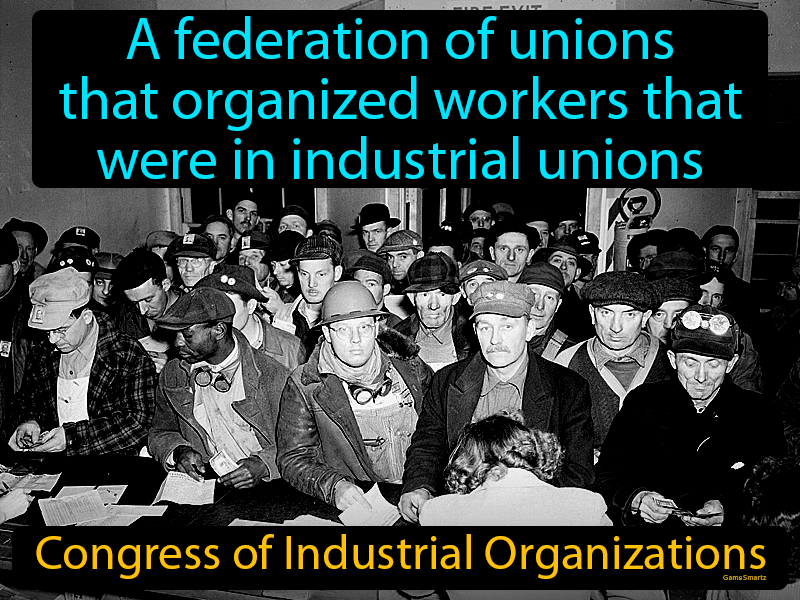 FIRE EXIT
A federation of unions
that organized workers that
were in industrial unions
Congress of Industrial Organizations
GameSmartz